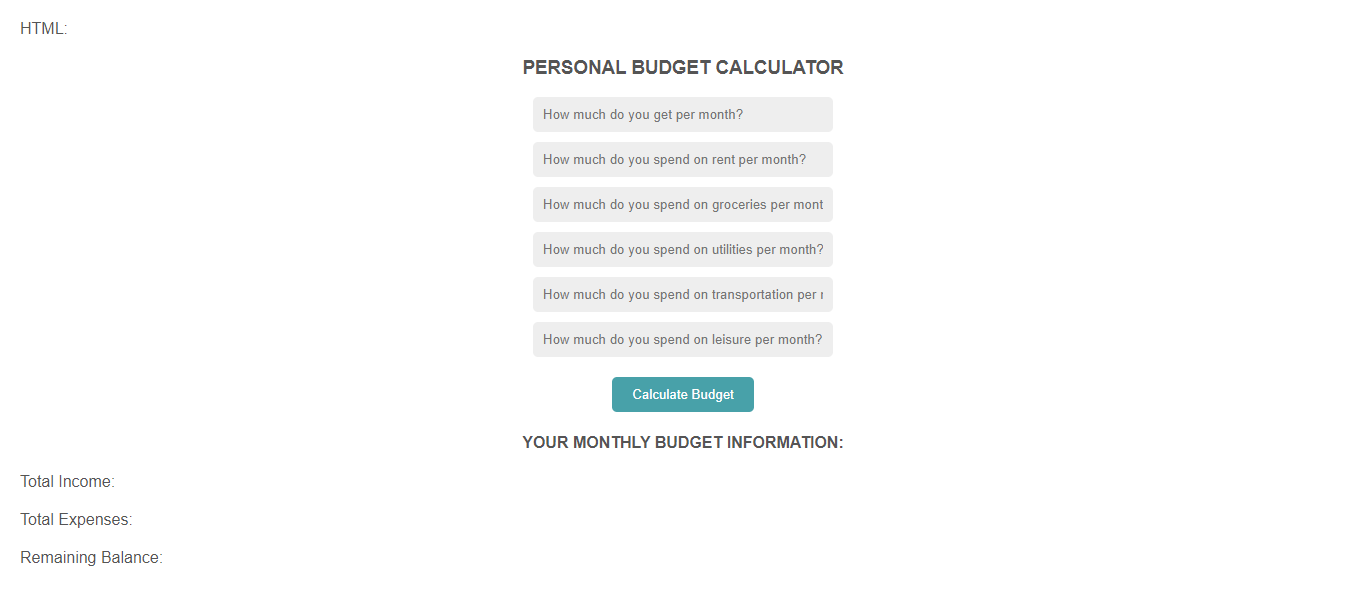 HTML:
PERSONAL BUDGET CALCULATOR
How much do you get per month?
How much do you spend on rent per month?
How much do you spend on groceries per mont
How much do you spend on utilities per month?
How much do you spend on transportation per
How much do you spend on leisure per month?
Calculate Budget
YOUR MONTHLY BUDGET INFORMATION:
Total Income:
Total Expenses:
Remaining Balance: